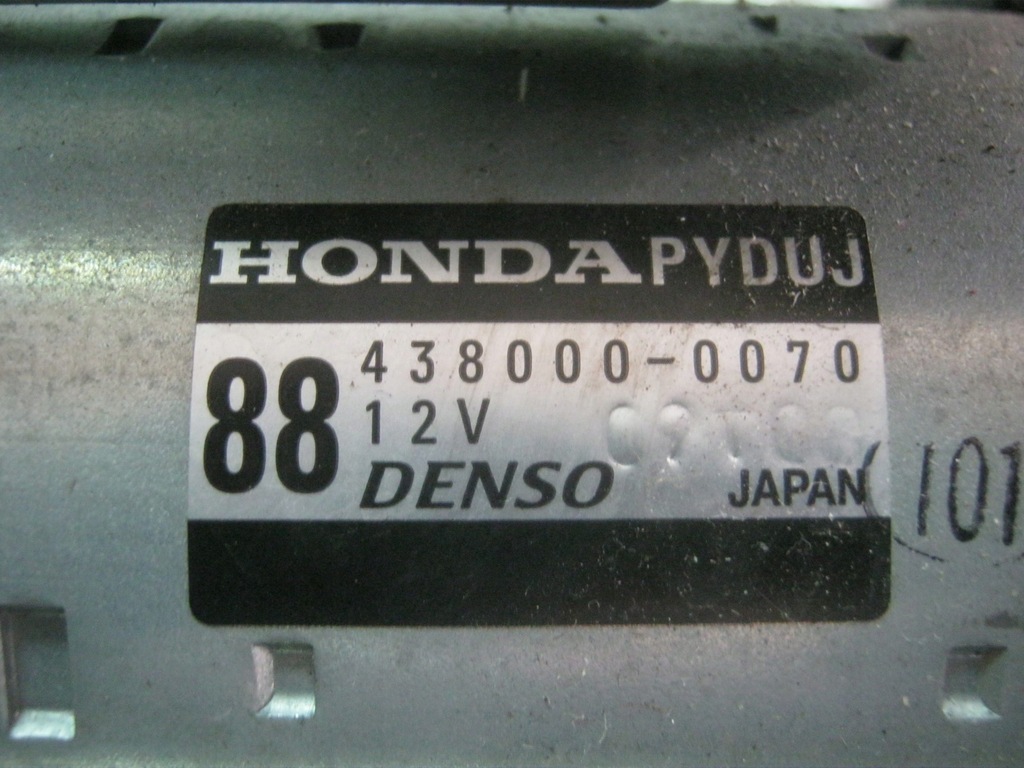 HONDA PYDUJ
88
438000-0070
12V
DENSO JAPAN
(101